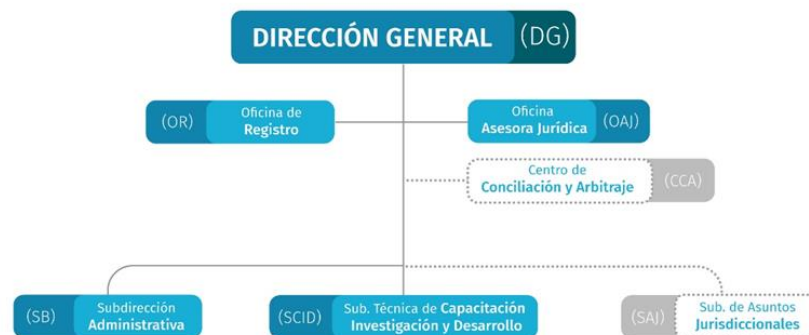 DIRECCIÓN GENERAL (DG)
(OR) Oficina de
Registro
Oficina
Asesora Jurídica (OAJ)
Centro de
Conciliación y Arbitraje (CCA)
(SB) Subdirección
Administrativa
(SCID) Sub. Técnica de Capacitación
Investigación y Desarrollo
(SAJ) Sub. de Asuntos
Jurisdiccionales